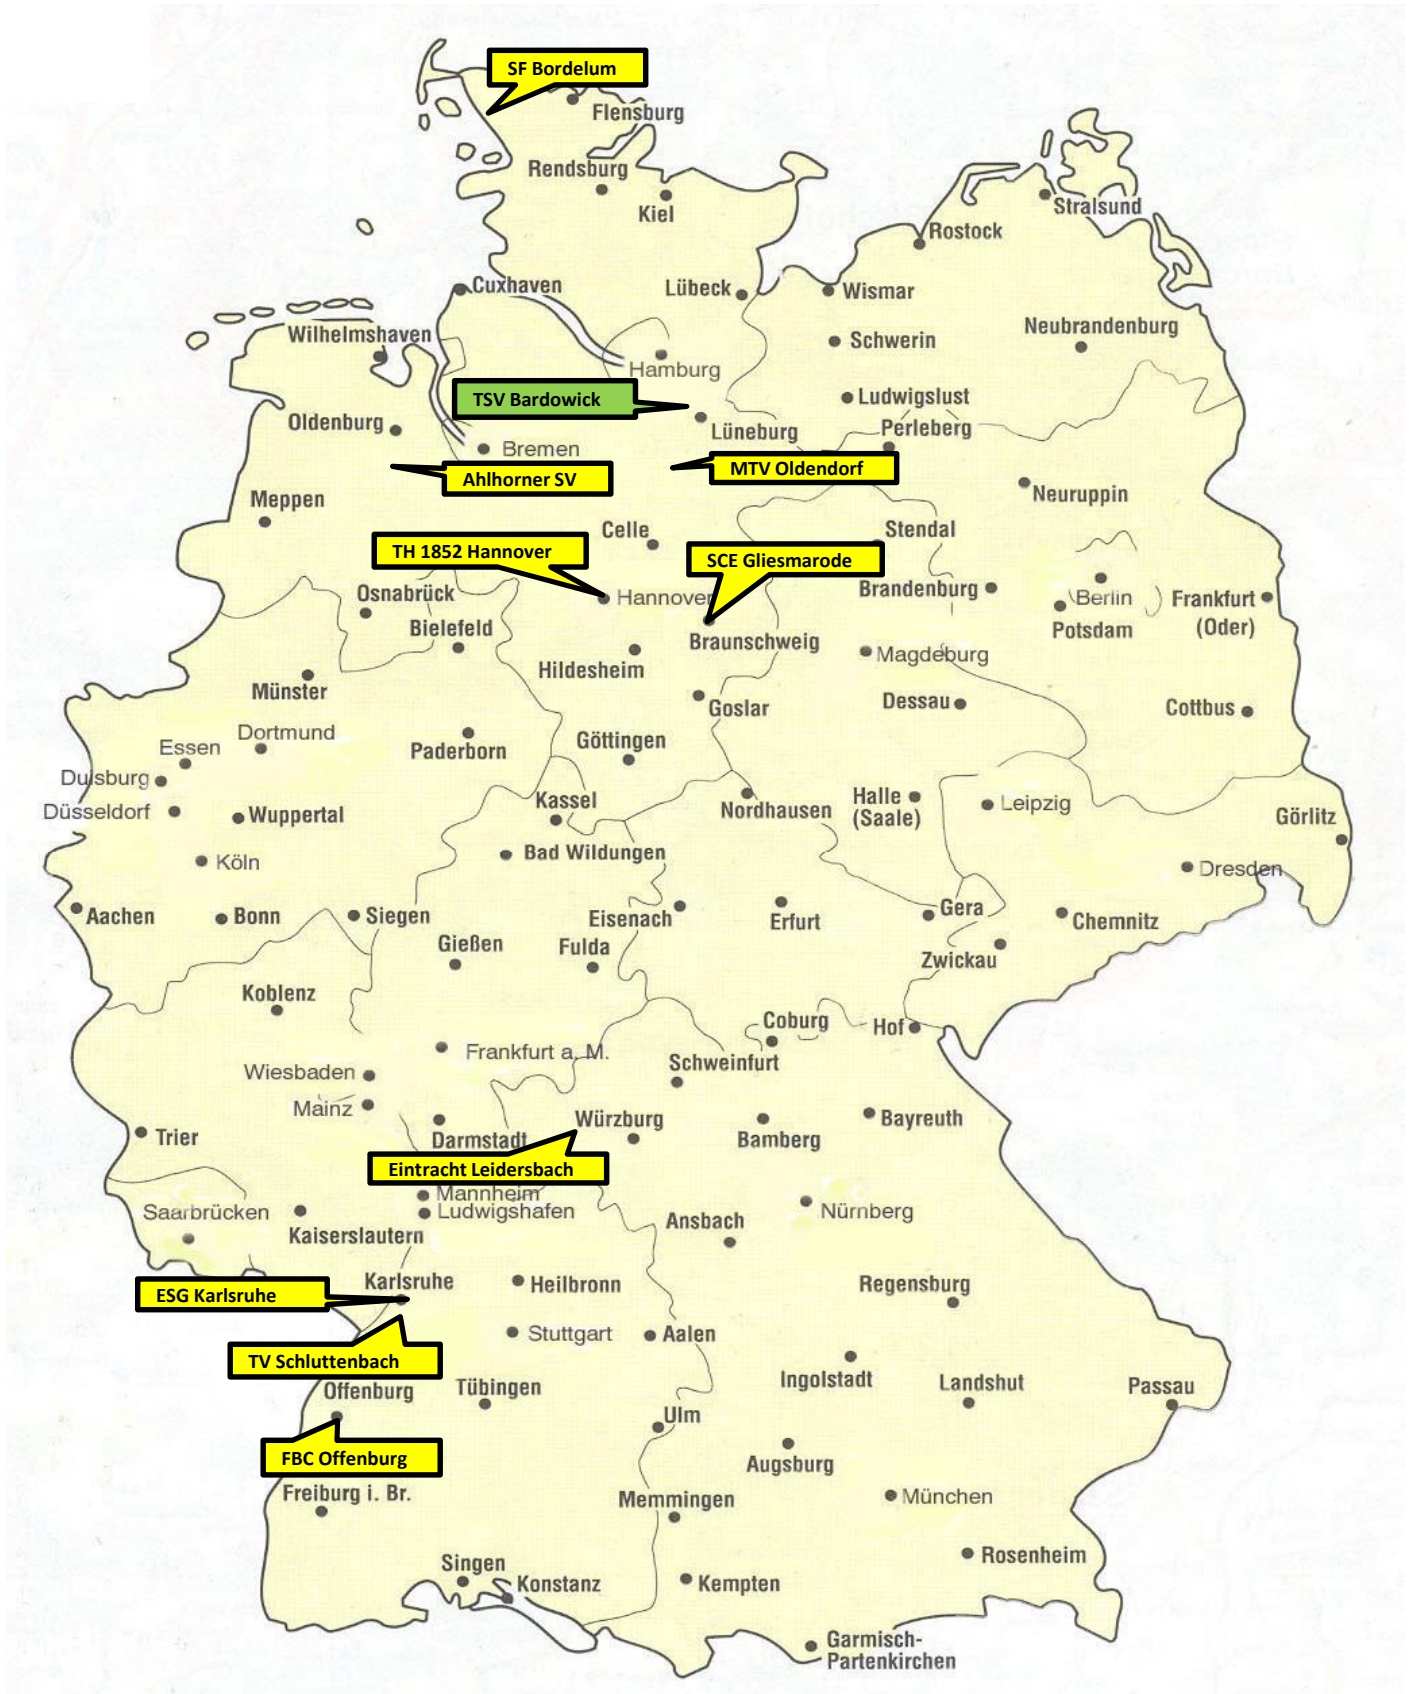 SF Bordelum
Flensburg
Rendsburg
Kiel
Stralsund
Rostock
Cuxhaven
Lübeck
Wismar
Wilhelmshaven
Schwerin
Neubrandenburg
Hamburg
TSV Bardowick
Ludwigslust
Oldenburg
Lüneburg
Perleberg
Bremen
Ahlhorner SV
MTV Oldendorf
Meppen
Neuruppin
Celle
Stendal
TH 1852 Hannover
SCE Gliesmarode
Osnabrück
Hannover
Brandenburg
Berlin
Frankfurt
(Oder)
Potsdam
Bielefeld
Braunschweig
Hildesheim
Magdeburg
Münster
Goslar
Dessau
Cottbus
Dortmund
Essen
Paderborn
Göttingen
Duisburg
Düsseldorf
Wuppertal
Kassel
Nordhausen
Halle
(Saale)
Leipzig
Görlitz
Köln
Bad Wildungen
Dresden
Aachen
Bonn
Siegen
Eisenach
Erfurt
Gera
Chemnitz
Gießen
Fulda
Zwickau
Koblenz
Coburg
Hof
Frankfurt a. M.
Schweinfurt
Wiesbaden
Mainz
Würzburg
Bayreuth
Trier
Darmstadt
Bamberg
Eintracht Leidersbach
Mannheim
Saarbrücken
Ludwigshafen
Nürnberg
Ansbach
Kaiserslautern
Karlsruhe
Heilbronn
Regensburg
ESG Karlsruhe
Stuttgart
Aalen
TV Schluttenbach
Offenburg
Tübingen
Ingolstadt
Landshut
Passau
Ulm
FBC Offenburg
Augsburg
Freiburg i. Br.
Memmingen
München
Singen
Konstanz
Kempten
Rosenheim
Garmisch-
Partenkirchen